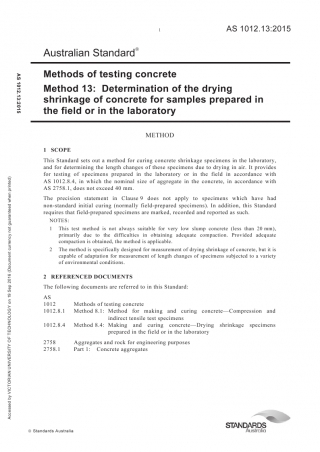 1
AS 1012.13:2015
Australian Standard®
Methods of testing concrete
Method 13: Determination of the drying
shrinkage of concrete for samples prepared in
the field or in the laboratory
METHOD
1 SCOPE
This Standard sets out a method for curing concrete shrinkage specimens in the laboratory,
and for determining the length changes of these specimens due to drying in air. It provides
for testing of specimens prepared in the laboratory or in the field in accordance with
AS 1012.8.4, in which the nominal size of aggregate in the concrete, in accordance with
AS 2758.1, does not exceed 40 mm.
The precision statement in Clause 9 does not apply to specimens which have had
non-standard initial curing (normally field-prepared specimens). In addition, this Standard
requires that field-prepared specimens are marked, recorded and reported as such.
NOTES:
1 This test method is not always suitable for very low slump concrete (less than 20 mm),
primarily due to the difficulties in obtaining adequate compaction. Provided adequate
compaction is obtained, the method is applicable.
2 The method is specifically designed for measurement of drying shrinkage of concrete, but it is
capable of adaptation for measurement of length changes of specimens subjected to a variety
of environmental conditions.
2 REFERENCED DOCUMENTS
The following documents are referred to in this Standard:
AS
1012 Methods of testing concrete
1012.8.1 Method 8.1: Method for making and curing concrete—Compression and
indirect tensile test specimens
1012.8.4 Method 8.4: Making and curing concrete—Drying shrinkage specimens
prepared in the field or in the laboratory
2758 Aggregates and rock for engineering purposes
2758.1 Part 1: Concrete aggregates
AS 1012.13:2015
Accessed by VICTORIAN UNIVERSITY OF TECHNOLOGY on 16 Sep 2016 (Document currency not guaranteed when printed)
© Standards Australia
STANDARDS
Australia